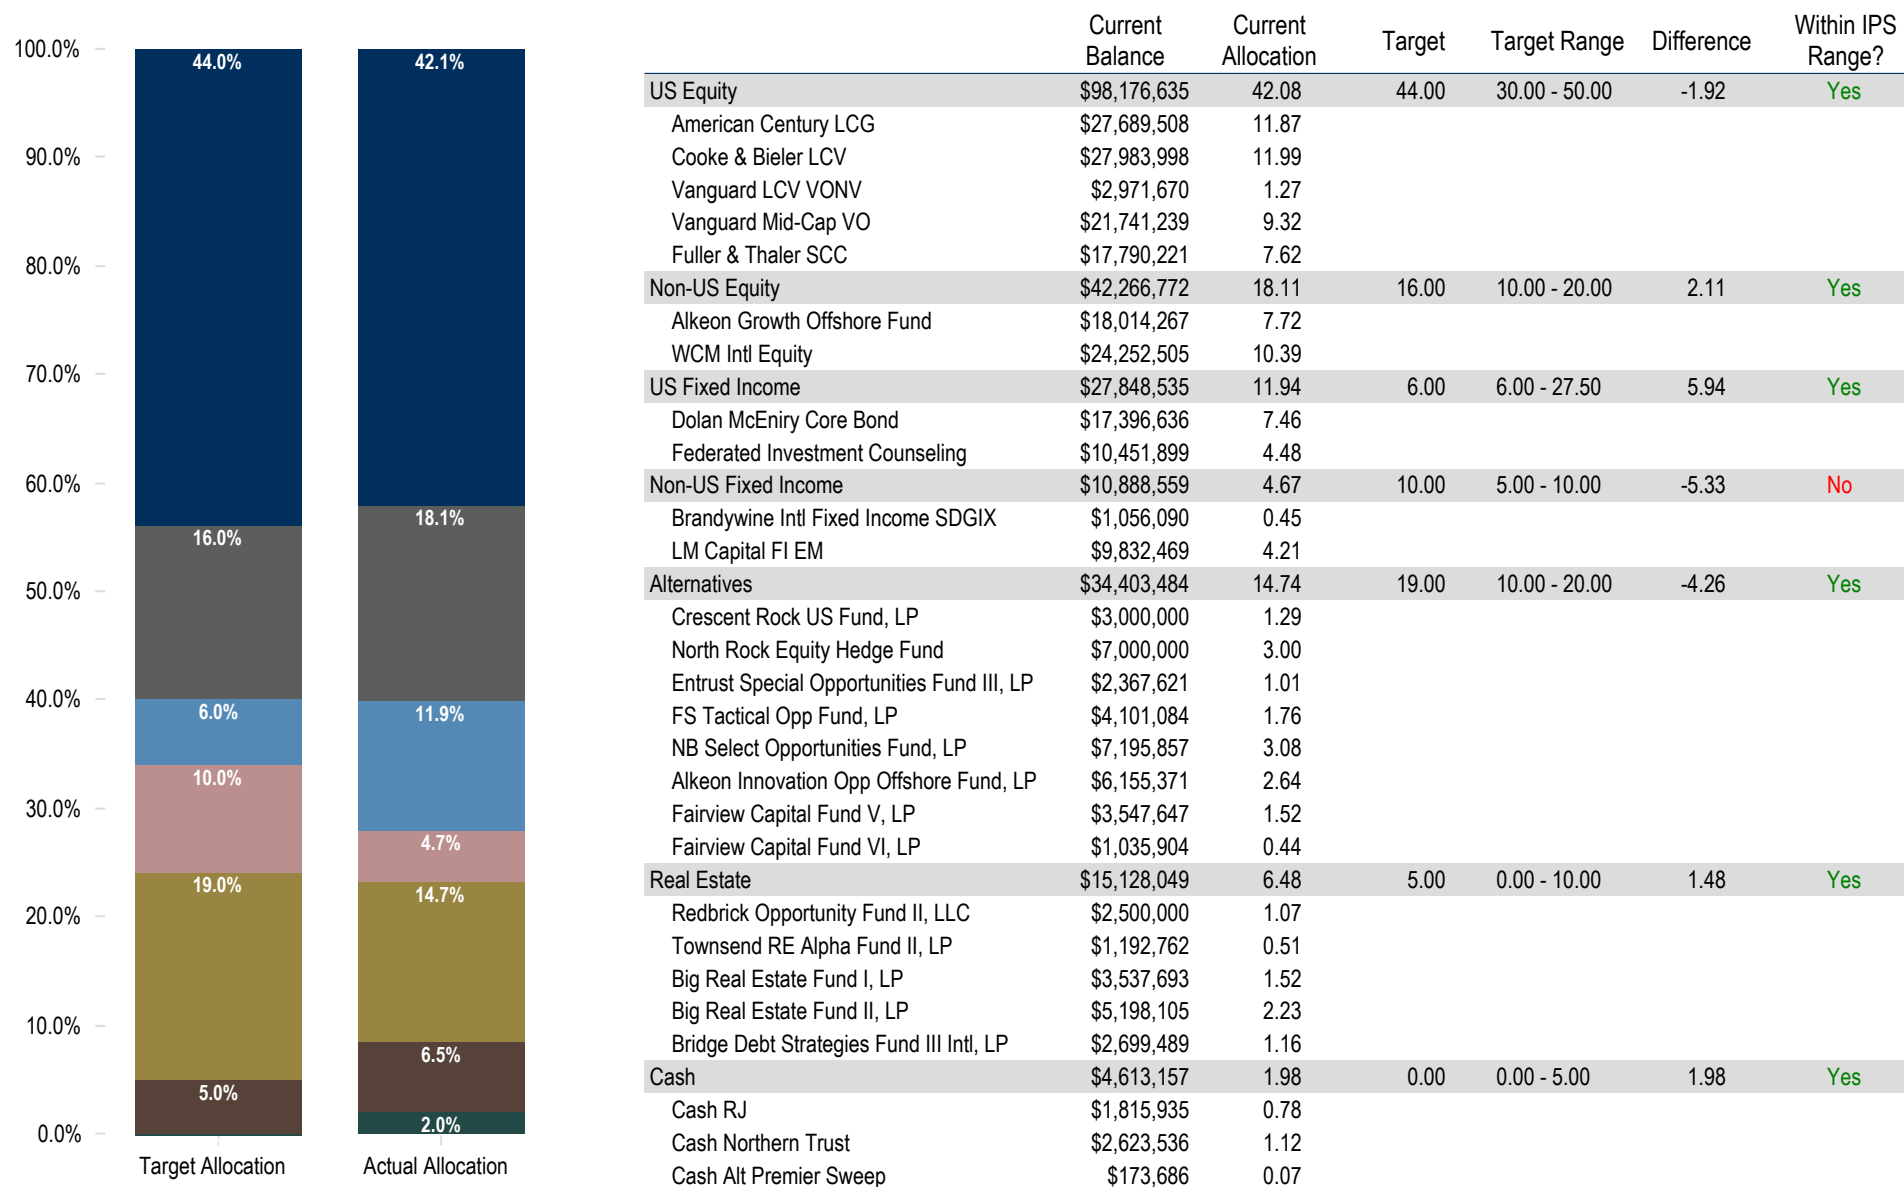 100.0%
90.0%
80.0%
70.0%
60.0%
50.0%
40.0%
30.0%
20.0%
10.0%
0.0%
44.0%
16.0%
6.0%
10.0%
19.0%
5.0%
Target Allocation
42.1%
18.1%
11.9%
4.7%
14.7%
6.5%
2.0%
Actual Allocation
Current Balance Current Allocation Target Target Range Difference Within IPS Range?
US Equity $98,176,635 42.08 44.00 30.00 - 50.00 -1.92 Yes
American Century LCG $27,689,508 11.87
Cooke & Bieler LCV $27,983,998 11.99
Vanguard LCV VONV $2,971,670 1.27
Vanguard Mid-Cap VO $21,741,239 9.32
Fuller & Thaler SCC $17,790,221 7.62
Non-US Equity $42,266,772 18.11 16.00 10.00 - 20.00 2.11 Yes
Alkeon Growth Offshore Fund $18,014,267 7.72
WCM Intl Equity $24,252,505 10.39
US Fixed Income $27,848,535 11.94 6.00 6.00 - 27.50 5.94 Yes
Dolan McEniry Core Bond $17,396,636 7.46
Federated Investment Counseling $10,451,899 4.48
Non-US Fixed Income $10,888,559 4.67 10.00 5.00 - 10.00 -5.33 No
Brandywine Intl Fixed Income SDGIX $1,056,090 0.45
LM Capital FI EM $9,832,469 4.21
Alternatives $34,403,484 14.74 19.00 10.00 - 20.00 -4.26 Yes
Crescent Rock US Fund, LP $3,000,000 1.29
North Rock Equity Hedge Fund $7,000,000 3.00
Entrust Special Opportunities Fund III, LP $2,367,621 1.01
FS Tactical Opp Fund, LP $4,101,084 1.76
NB Select Opportunities Fund, LP $7,195,857 3.08
Alkeon Innovation Opp Offshore Fund, LP $6,155,371 2.64
Fairview Capital Fund V, LP $3,547,647 1.52
Fairview Capital Fund VI, LP $1,035,904 0.44
Real Estate $15,128,049 6.48 5.00 0.00 - 10.00 1.48 Yes
Redbrick Opportunity Fund II, LLC $2,500,000 1.07
Townsend RE Alpha Fund II, LP $1,192,762 0.51
Big Real Estate Fund I, LP $3,537,693 1.52
Big Real Estate Fund II, LP $5,198,105 2.23
Bridge Debt Strategies Fund III Intl, LP $2,699,489 1.16
Cash $4,613,157 1.98 0.00 0.00 - 5.00 1.98 Yes
Cash RJ $1,815,935 0.78
Cash Northern Trust $2,623,536 1.12
Cash Alt Premier Sweep $173,686 0.07